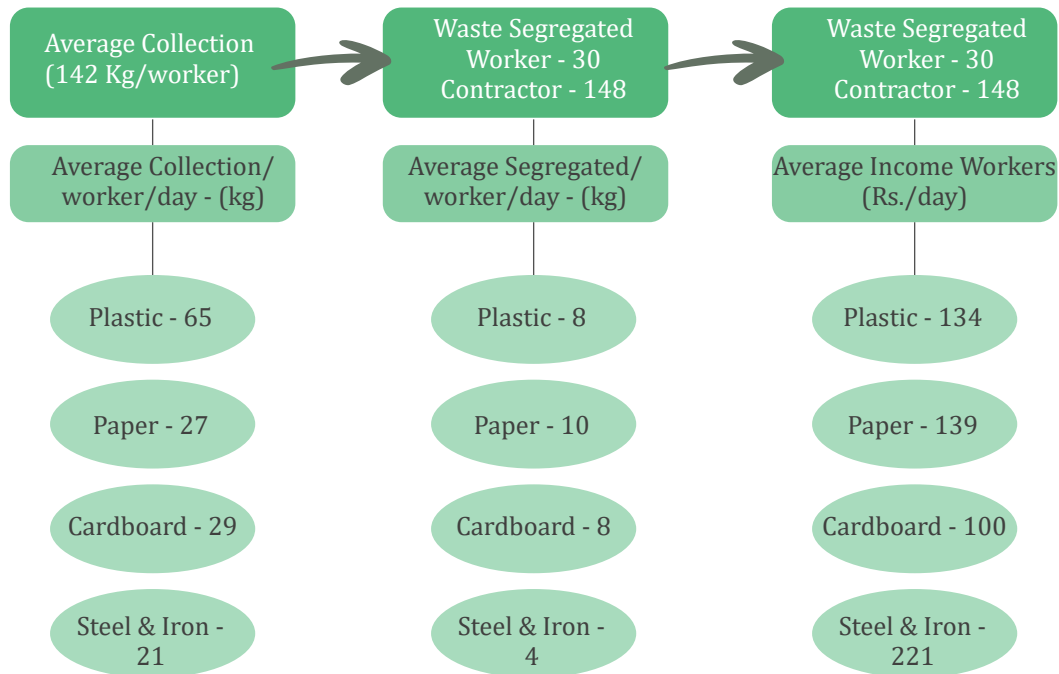 Average Collection
(142 Kg/worker)
Waste Segregated
Worker - 30
Contractor - 148
Waste Segregated
Worker - 30
Contractor - 148
Average Collection/
worker/day - (kg)
Average Segregated/
worker/day - (kg)
Average Income Workers
(Rs./day)
Plastic - 65
Plastic - 8
Plastic - 134
Paper - 27
Paper - 10
Paper - 139
Cardboard - 29
Cardboard - 8
Cardboard - 100
Steel & Iron -
21
Steel & Iron -
4
Steel & Iron -
221